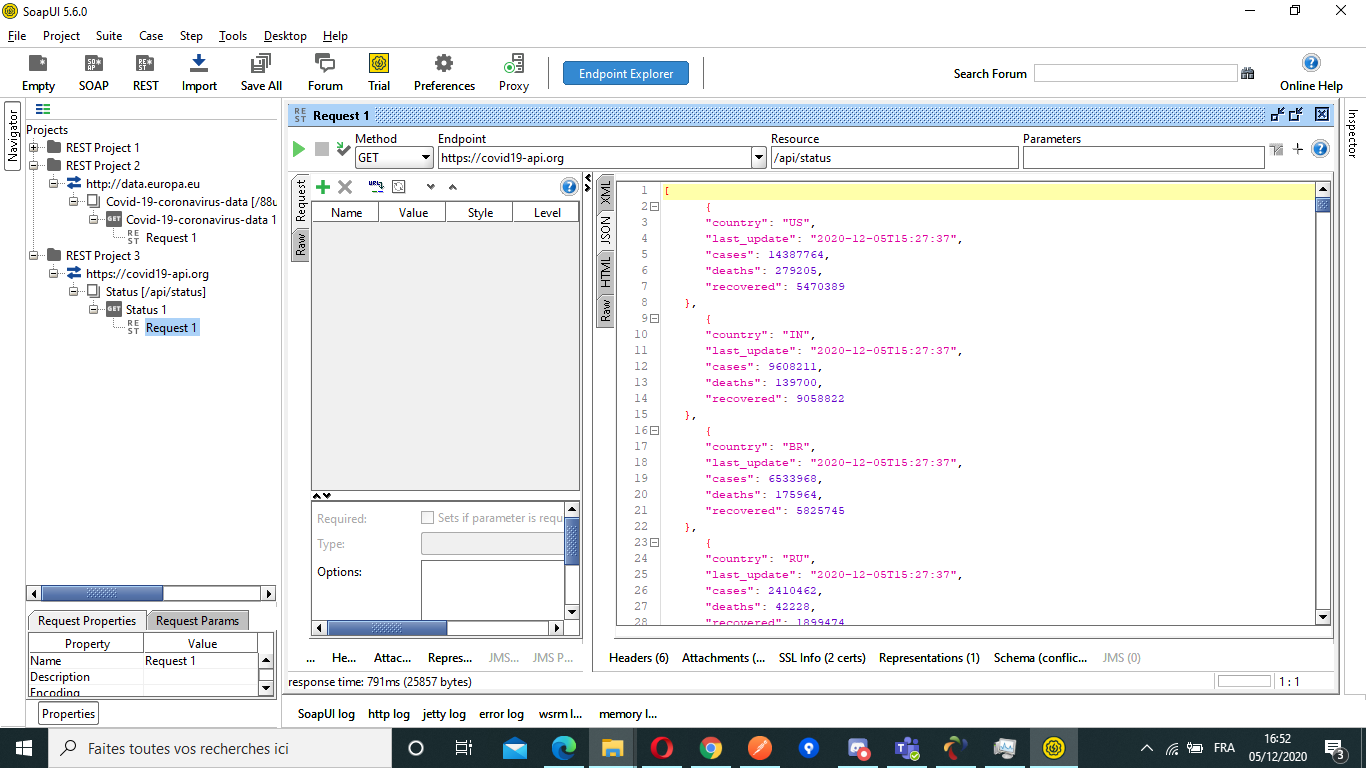 SoapUI 5.6.0
File Project Suite Case Step Tools Desktop Help
Empty SOAP REST Import Save All Forum Trial Preferences Proxy Endpoint Explorer Search Forum Online Help
Navigator
Projects
REST Project 1
REST Project 2
http://data.europa.eu
Covid-19-coronavirus-data [/88u
Covid-19-coronavirus-data 1
Request 1
REST Project 3
https://covid19-api.org
Status [/api/status]
Status 1
Request 1
Request Properties Request Params
Property Value
Name Request 1
Description
Encoding
Properties
Request 1
Method Endpoint Resource Parameters
GET https://covid19-api.org /api/status
Request
Raw
Name Value Style Level
Required: Sets if parameter is requ
Type:
Options:
... He... Attac... Repres... JMS... JMS P...
XML
JSON
HTML
Raw
1 [
2 {
3 "country": "US",
4 "last_update": "2020-12-05T15:27:37",
5 "cases": 14387764,
6 "deaths": 279205,
7 "recovered": 5470389
8 },
9 {
10 "country": "IN",
11 "last_update": "2020-12-05T15:27:37",
12 "cases": 9608211,
13 "deaths": 139700,
14 "recovered": 9058822
15 },
16 {
17 "country": "BR",
18 "last_update": "2020-12-05T15:27:37",
19 "cases": 6533968,
20 "deaths": 175964,
21 "recovered": 5825745
22 },
23 {
24 "country": "RU",
25 "last_update": "2020-12-05T15:27:37",
26 "cases": 2410462,
27 "deaths": 42228,
28 "recovered": 1899474
Headers (6) Attachments (... SSL Info (2 certs) Representations (1) Schema (conflic... JMS (0)
response time: 791ms (25857 bytes) 1 : 1
Inspector
SoapUI log http log jetty log error log wsrm l... memory l...
Faites toutes vos recherches ici
FRA
16:52
05/12/2020
3